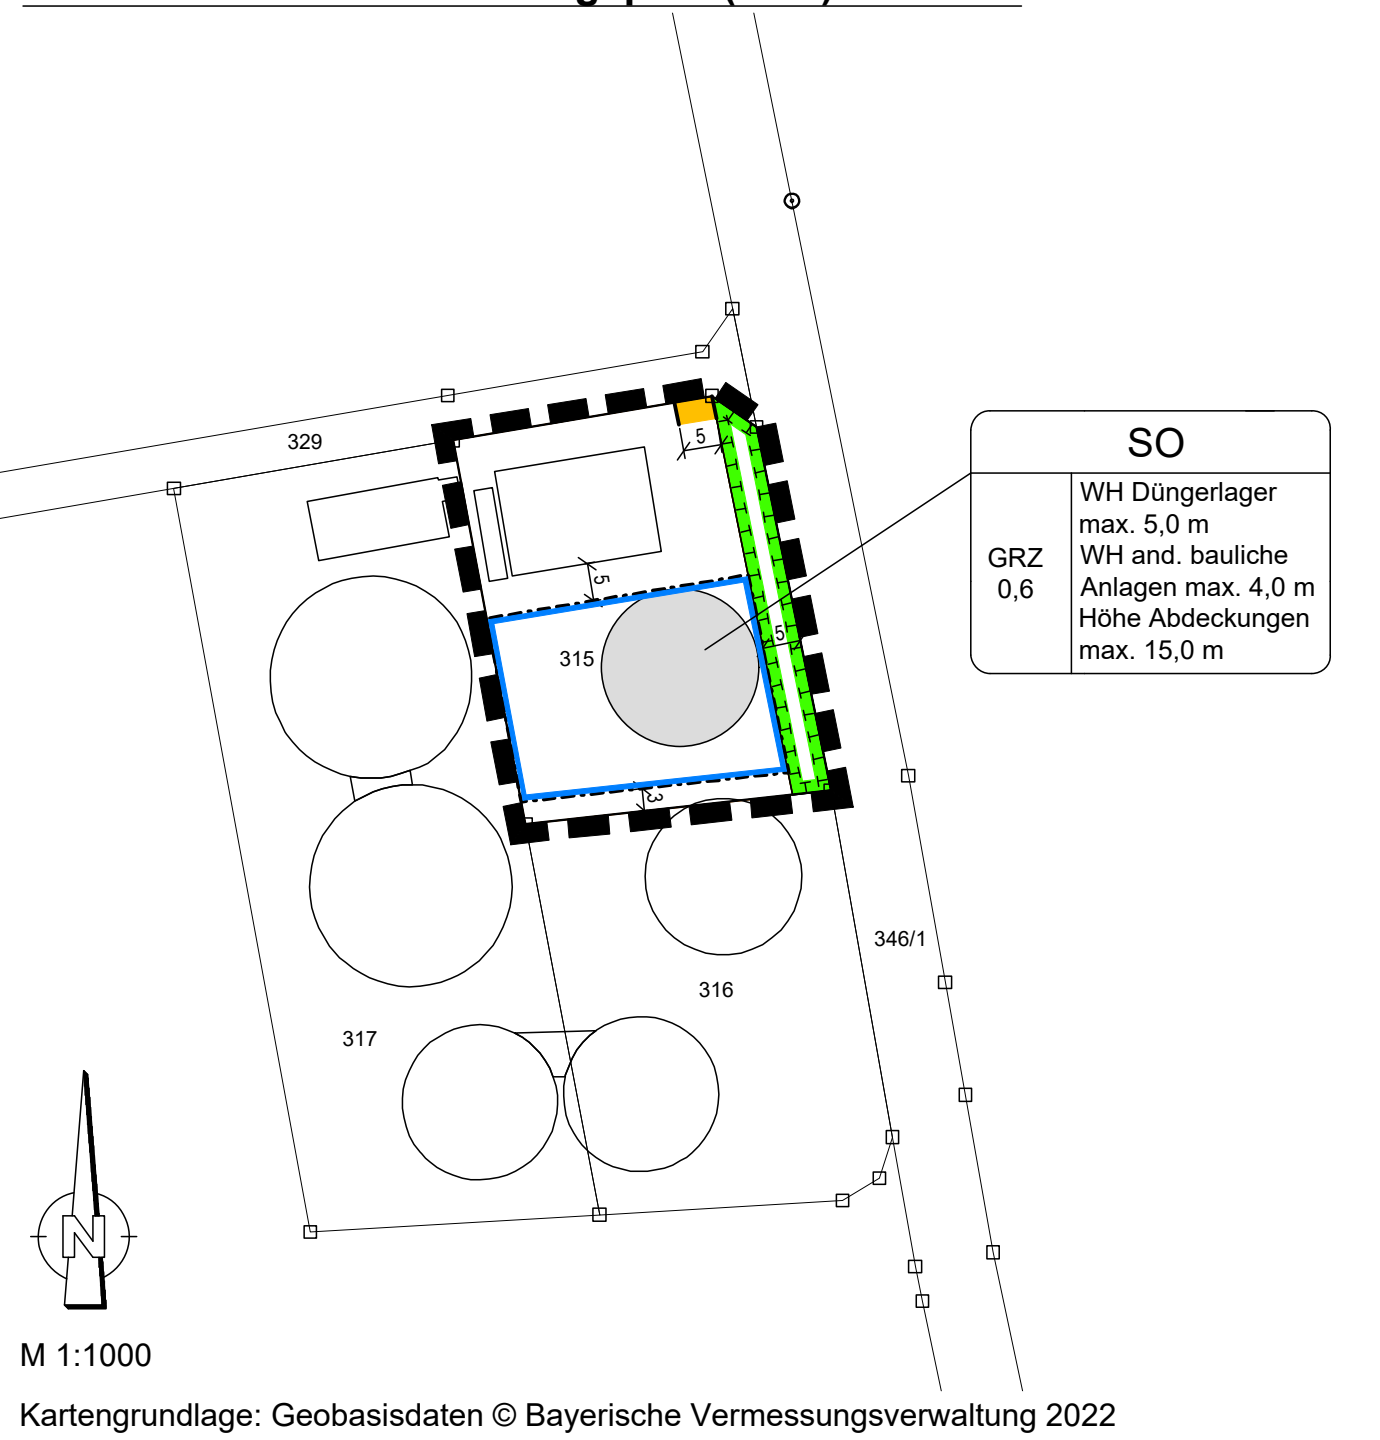 329
5
SO
GRZ
0,6
WH Düngerlager
max. 5,0 m
WH and. bauliche
Anlagen max. 4,0 m
Höhe Abdeckungen
max. 15,0 m
5
315
5
3
346/1
316
317
N
M 1:1000
Kartengrundlage: Geobasisdaten © Bayerische Vermessungsverwaltung 2022